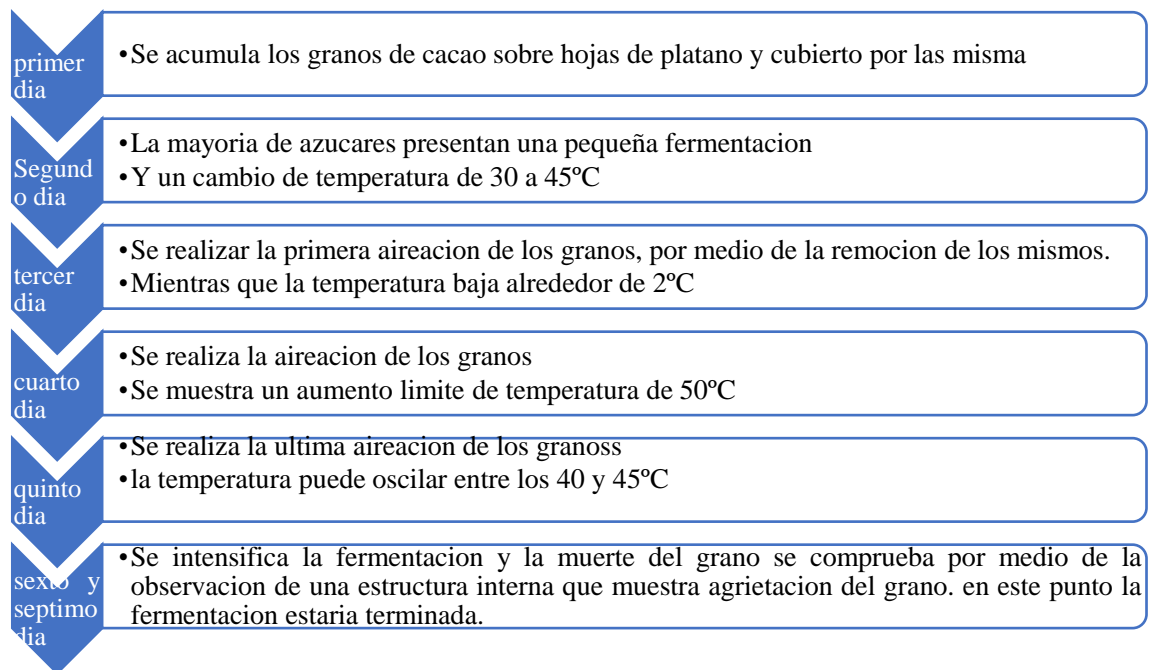 primer
dia
•Se acumula los granos de cacao sobre hojas de platano y cubierto por las misma
Segund
o dia
•La mayoria de azucares presentan una pequeña fermentacion
•Y un cambio de temperatura de 30 a 45ºC
tercer
dia
•Se realizar la primera aireacion de los granos, por medio de la remocion de los mismos.
•Mientras que la temperatura baja alrededor de 2ºC
cuarto
dia
•Se realiza la aireacion de los granos
•Se muestra un aumento limite de temperatura de 50ºC
quinto
dia
•Se realiza la ultima aireacion de los granoss
•la temperatura puede oscilar entre los 40 y 45ºC
sexto y
septimo
dia
•Se intensifica la fermentacion y la muerte del grano se comprueba por medio de la
observacion de una estructura interna que muestra agrietacion del grano. en este punto la
fermentacion estaria terminada.